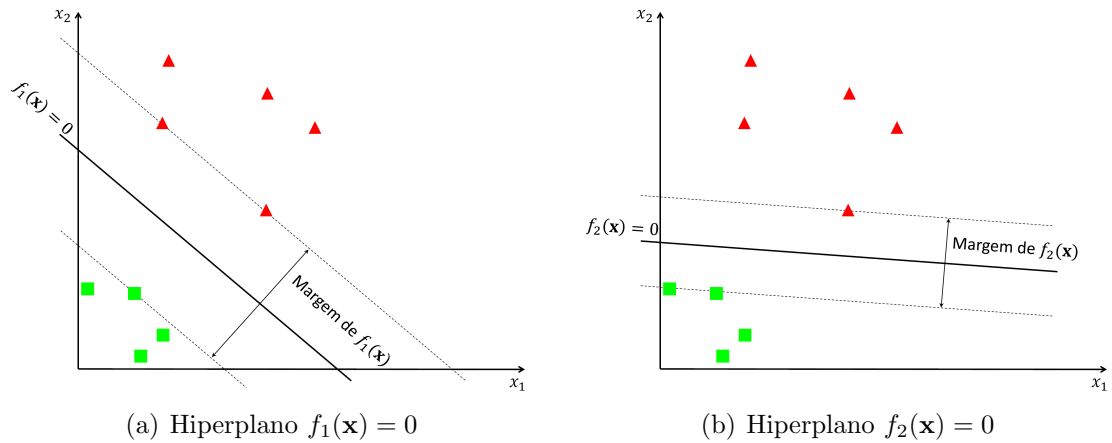 x₂
f₁(𝐱) = 0
Margem de f₁(𝐱)
x₁
(a) Hiperplano f₁(𝐱) = 0
x₂
f₂(𝐱) = 0
Margem de f₂(𝐱)
x₁
(b) Hiperplano f₂(𝐱) = 0